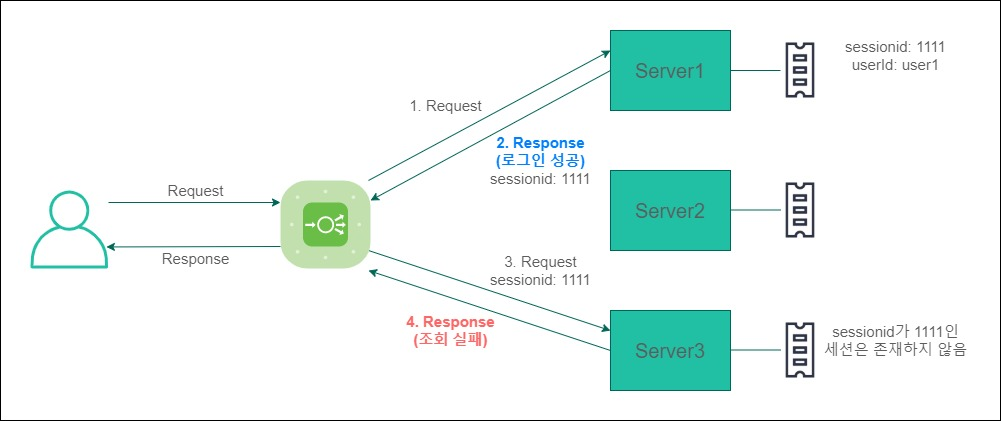 Request
Response
1. Request
2. Response
(로그인 성공)
sessionid: 1111
3. Request
sessionid: 1111
4. Response
(조회 실패)
Server1
sessionid: 1111
userId: user1
Server2
Server3
sessionid가 1111인
세션은 존재하지 않음